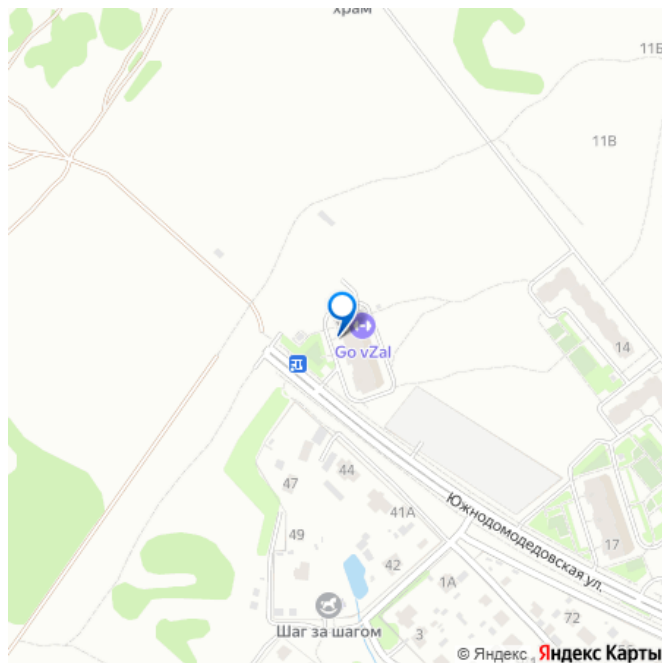 храм
11Б
11В
Go vZal
14
44
47
41А
49
Южнодомодедовская ул.
17
42
1А
72
3
Шаг за шагом
© Яндекс Яндекс Карты